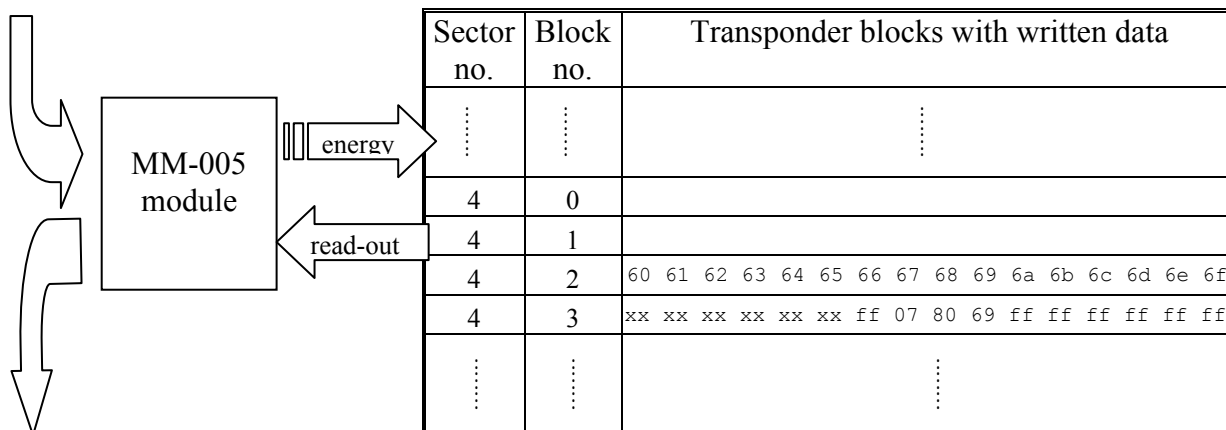 Sector no.	Block no.	Transponder blocks with written data
MM-005 module
energy
4	0
read-out
4	1
4	2	60 61 62 63 64 65 66 67 68 69 6a 6b 6c 6d 6e 6f
4	3	xx xx xx xx xx xx ff 07 80 69 ff ff ff ff ff ff